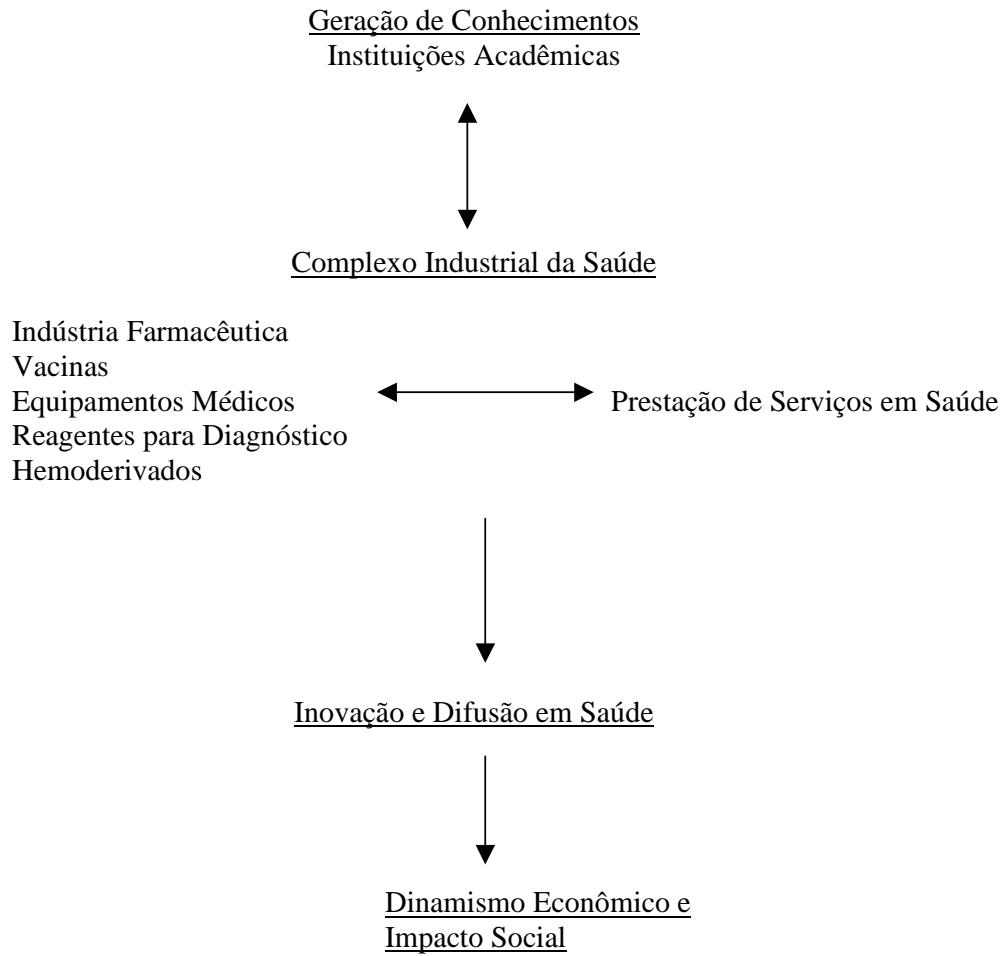 Geração de Conhecimentos
Instituições Acadêmicas
Complexo Industrial da Saúde
Indústria Farmacêutica
Vacinas
Equipamentos Médicos
Reagentes para Diagnóstico
Hemoderivados
Prestação de Serviços em Saúde
Inovação e Difusão em Saúde
Dinamismo Econômico e
Impacto Social